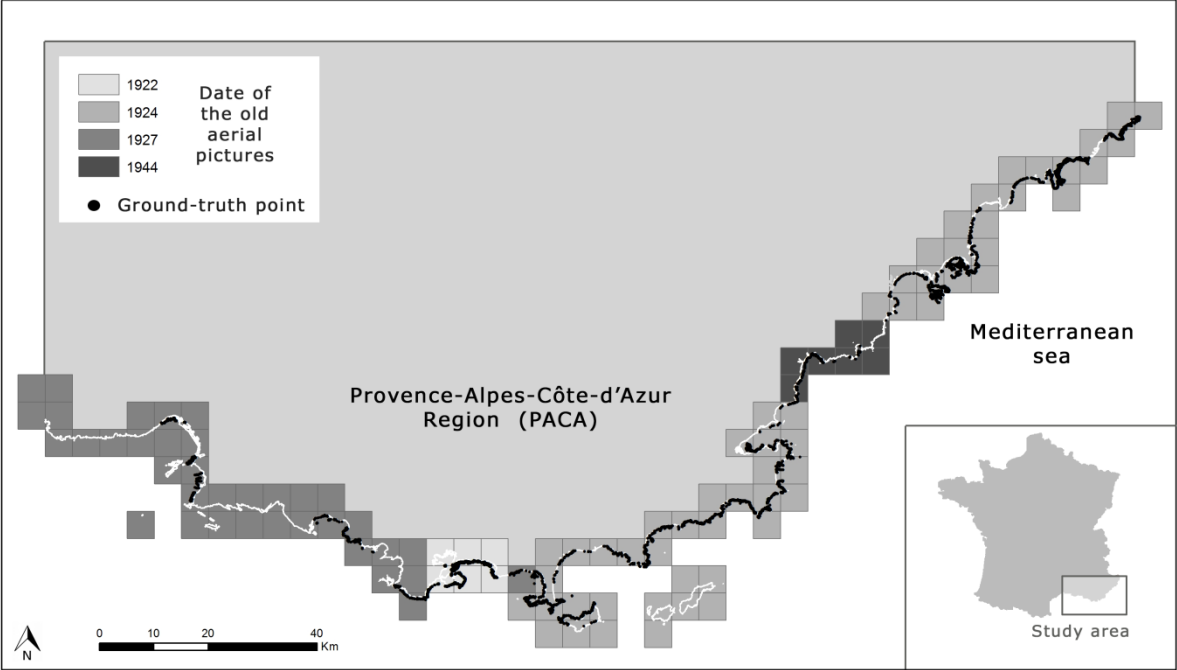 1922
1924
1927
1944
Date of
the old
aerial
pictures
Ground-truth point
Provence-Alpes-Côte-d'Azur
Region (PACA)
Mediterranean
sea
Study area
N
0 10 20 40
Km